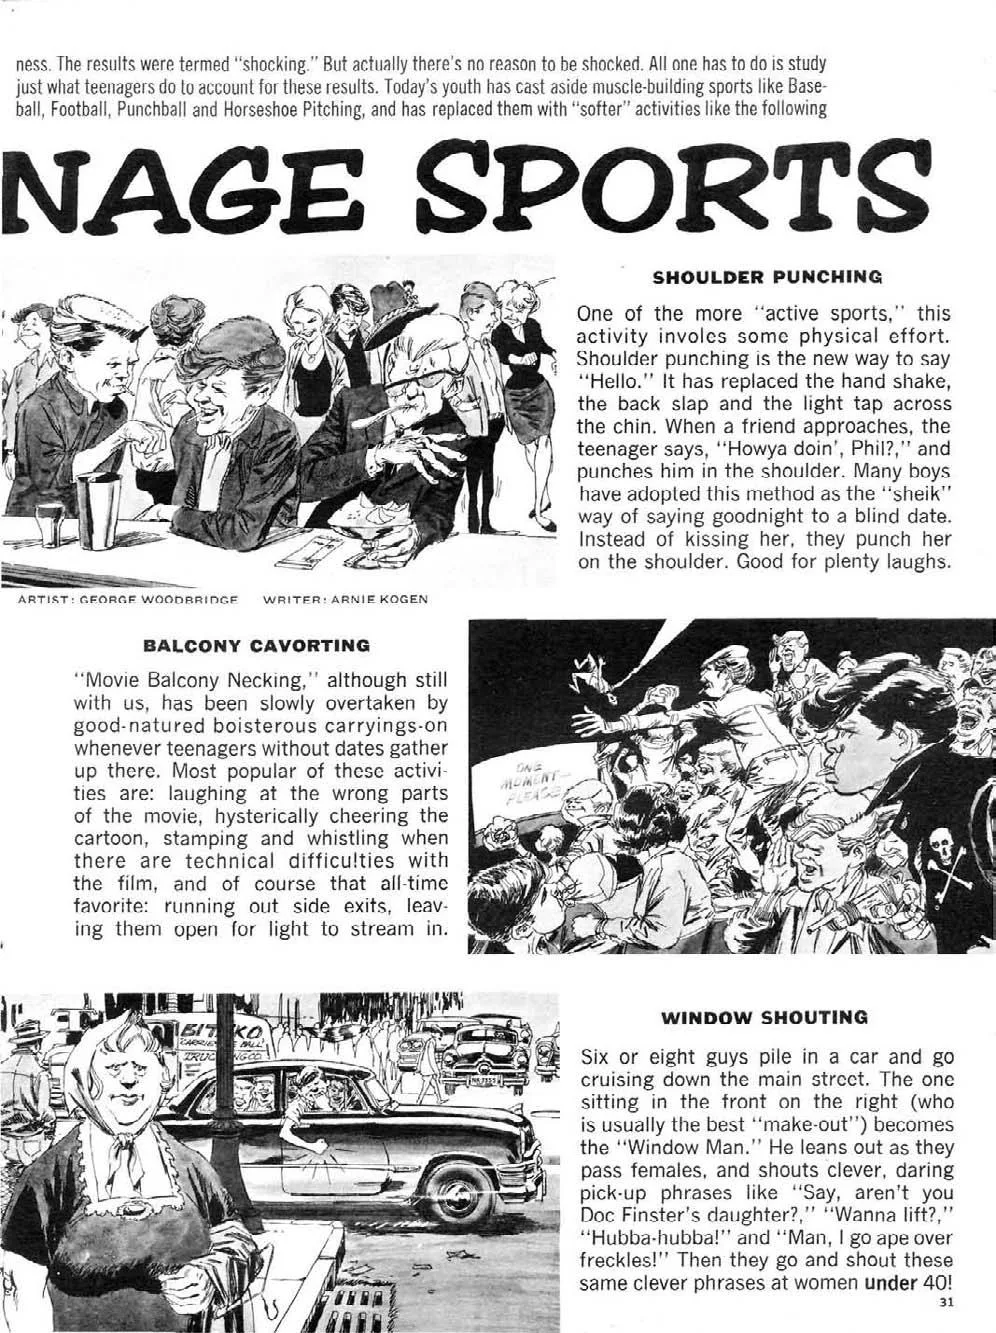 ness. The results were termed "shocking." But actually there's no reason to be shocked. All one has to do is study
just what teenagers do to account for these results. Today's youth has cast aside muscle-building sports like Base-
ball, Football, Punchball and Horseshoe Pitching, and has replaced them with "softer" activities like the following
NAGE SPORTS
SHOULDER PUNCHING
One of the more "active sports," this
activity involes some physical effort.
Shoulder punching is the new way to say
"Hello." It has replaced the hand shake,
the back slap and the light tap across
the chin. When a friend approaches, the
teenager says, "Howya doin', Phil?," and
punches him in the shoulder. Many boys
have adopted this method as the "sheik"
way of saying goodnight to a blind date.
Instead of kissing her, they punch her
on the shoulder. Good for plenty laughs.
ARTIST: GEORGE WOODBRIDGE WRITER: ARNIE KOGEN
BALCONY CAVORTING
"Movie Balcony Necking," although still
with us, has been slowly overtaken by
good-natured boisterous carryings-on
whenever teenagers without dates gather
up there. Most popular of these activi-
ties are: laughing at the wrong parts
of the movie, hysterically cheering the
cartoon, stamping and whistling when
there are technical difficulties with
the film, and of course that all-time
favorite: running out side exits, leav-
ing them open for light to stream in.
ONE
MOMENT
PLEASE
WINDOW SHOUTING
Six or eight guys pile in a car and go
cruising down the main street. The one
sitting in the front on the right (who
is usually the best "make-out") becomes
the "Window Man." He leans out as they
pass females, and shouts clever, daring
pick-up phrases like "Say, aren't you
Doc Finster's daughter?," "Wanna lift?,"
"Hubba-hubba!" and "Man, I go ape over
freckles!" Then they go and shout these
same clever phrases at women under 40!
31